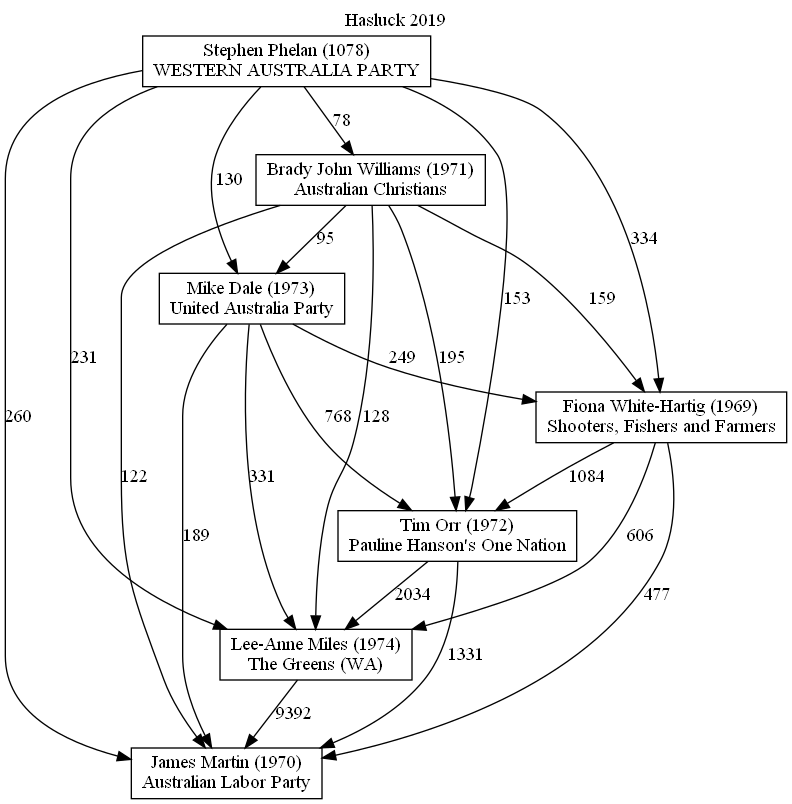 Hasluck 2019
Stephen Phelan (1078)
WESTERN AUSTRALIA PARTY
78
Brady John Williams (1971)
Australian Christians
130
334
95
Mike Dale (1973)
United Australia Party
153
159
231
249
195
260
768
128
Fiona White-Hartig (1969)
Shooters, Fishers and Farmers
122
331
1084
189
Tim Orr (1972)
Pauline Hanson's One Nation
606
2034
477
Lee-Anne Miles (1974)
The Greens (WA)
1331
9392
James Martin (1970)
Australian Labor Party